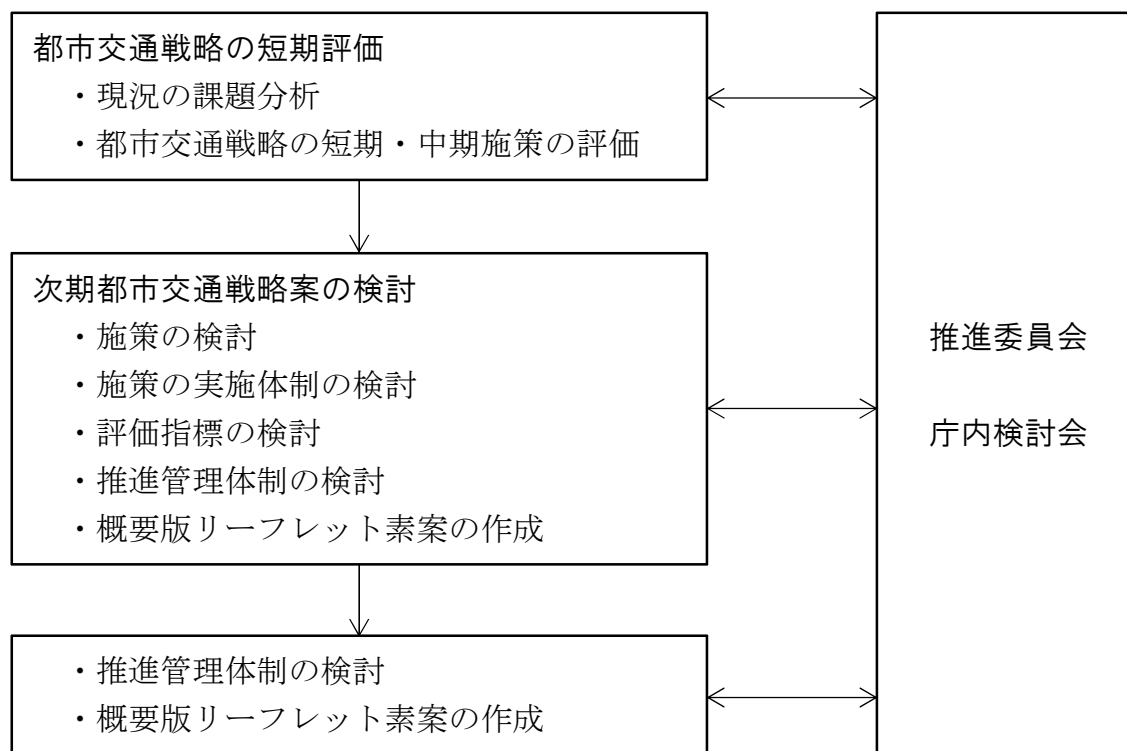 都市交通戦略の短期評価
・現況の課題分析
・都市交通戦略の短期・中期施策の評価
次期都市交通戦略案の検討
・施策の検討
・施策の実施体制の検討
・評価指標の検討
・推進管理体制の検討
・概要版リーフレット素案の作成
・推進管理体制の検討
・概要版リーフレット素案の作成
推進委員会
庁内検討会